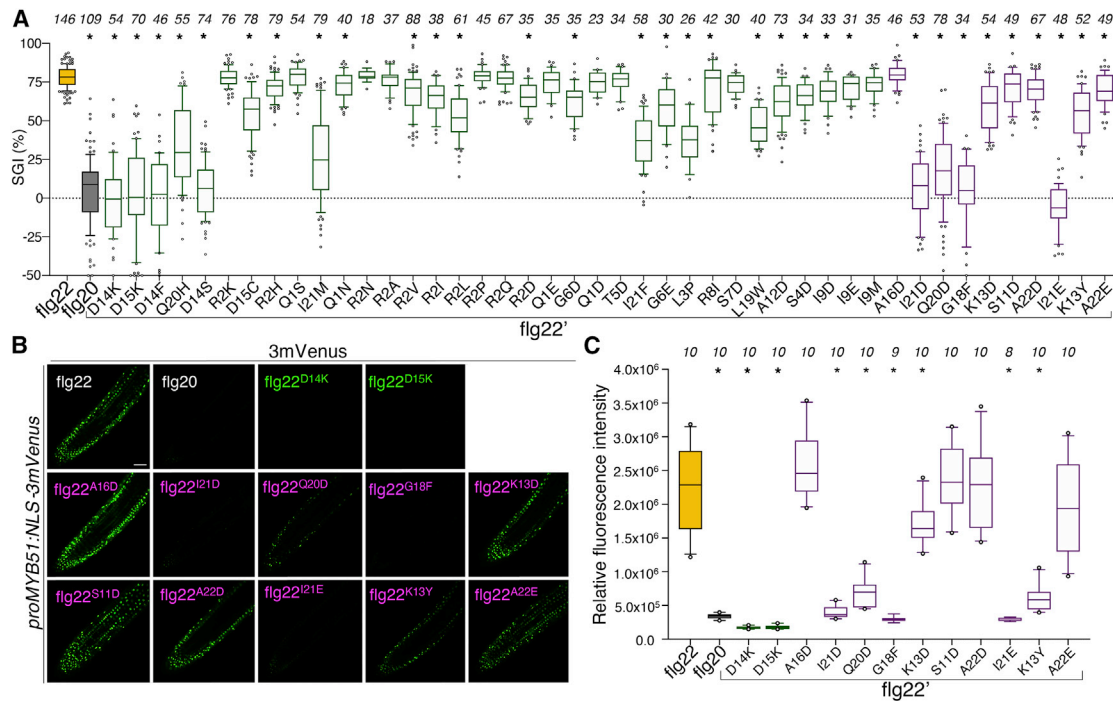 A
146 109 54 70 46 55 74 76 78 79 54 79 40 18 37 88 38 61 45 67 35 35 50 23 34 58 30 26 42 30 40 73 34 33 31 35 46 53 78 34 54 49 67 48 52 49
* * * * * * * * * * * * * * * * * * * * * * * * * * * * * * * *
SGI (%)
100
75
50
25
0
-25
-50
flg22 flg20 D14K D15K D14F Q20H D14S R2K D15C R2H Q1S I21M Q1N R2N R2A R2V R2I R2L R2P R2Q R2D Q1E G6D Q1D T5D I21F G6E L3P R8I S7D L19W A12D S4D I9D I9E I9M A16D I21D Q20D G18F K13D S11D A22D I21E K13Y A22E
flg22'
B
3mVenus
proMYB51:NLS-3mVenus
flg22 flg20 flg22D14K flg22D15K
flg22A16D flg22I21D flg22Q20D flg22G18F flg22K13D
flg22S11D flg22A22D flg22I21E flg22K13Y flg22A22E
C
10 10 10 10 10 10 10 9 10 10 10 8 10 10
* * * * * * * * *
Relative fluorescence intensity
4.0x10⁶
3.5x10⁶
3.0x10⁶
2.5x10⁶
2.0x10⁶
1.5x10⁶
1.0x10⁶
5.0x10⁵
0.0
flg22 flg20 D14K D15K A16D I21D Q20D G18F K13D S11D A22D I21E K13Y A22E
flg22'